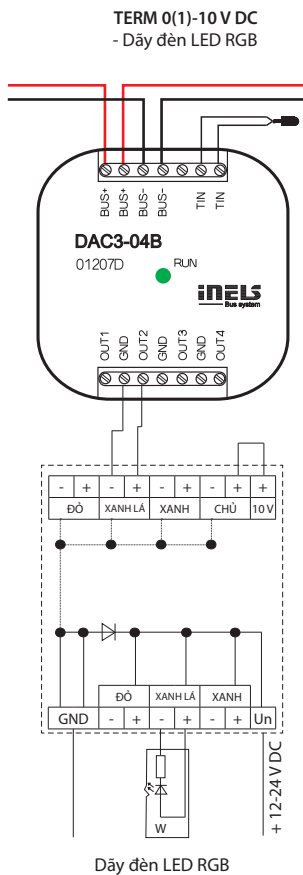 TERM 0(1)-10 V DC
- Dãy đèn LED RGB
BUS+ BUS+ BUS- BUS- TIN TIN
DAC3-04B
01207D RUN
iNELS
Bus system
OUT1 GND OUT2 GND OUT3 GND OUT4
- + - + - + - + +
ĐỎ XANH LÁ XANH CHỦ 10 V
ĐỎ XANH LÁ XANH
GND - + - + - + Un
+ 12-24 V DC
W
Dãy đèn LED RGB